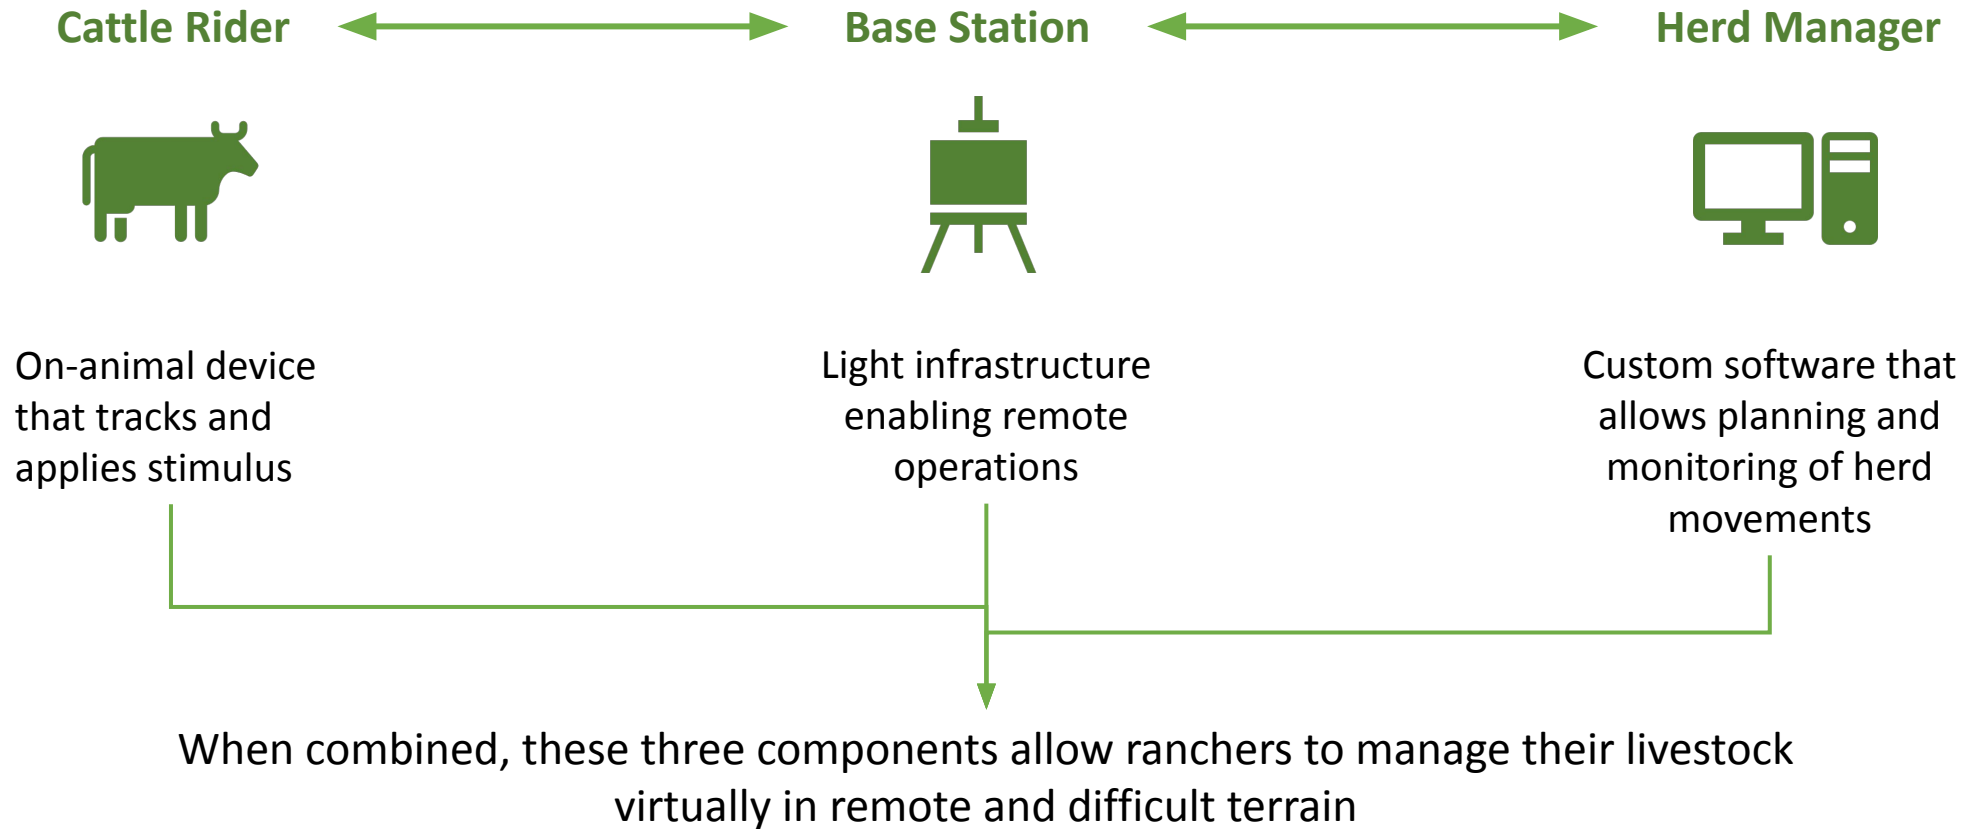 Cattle Rider
Base Station
Herd Manager
On-animal device
that tracks and
applies stimulus
Light infrastructure
enabling remote
operations
Custom software that
allows planning and
monitoring of herd
movements
When combined, these three components allow ranchers to manage their livestock
virtually in remote and difficult terrain